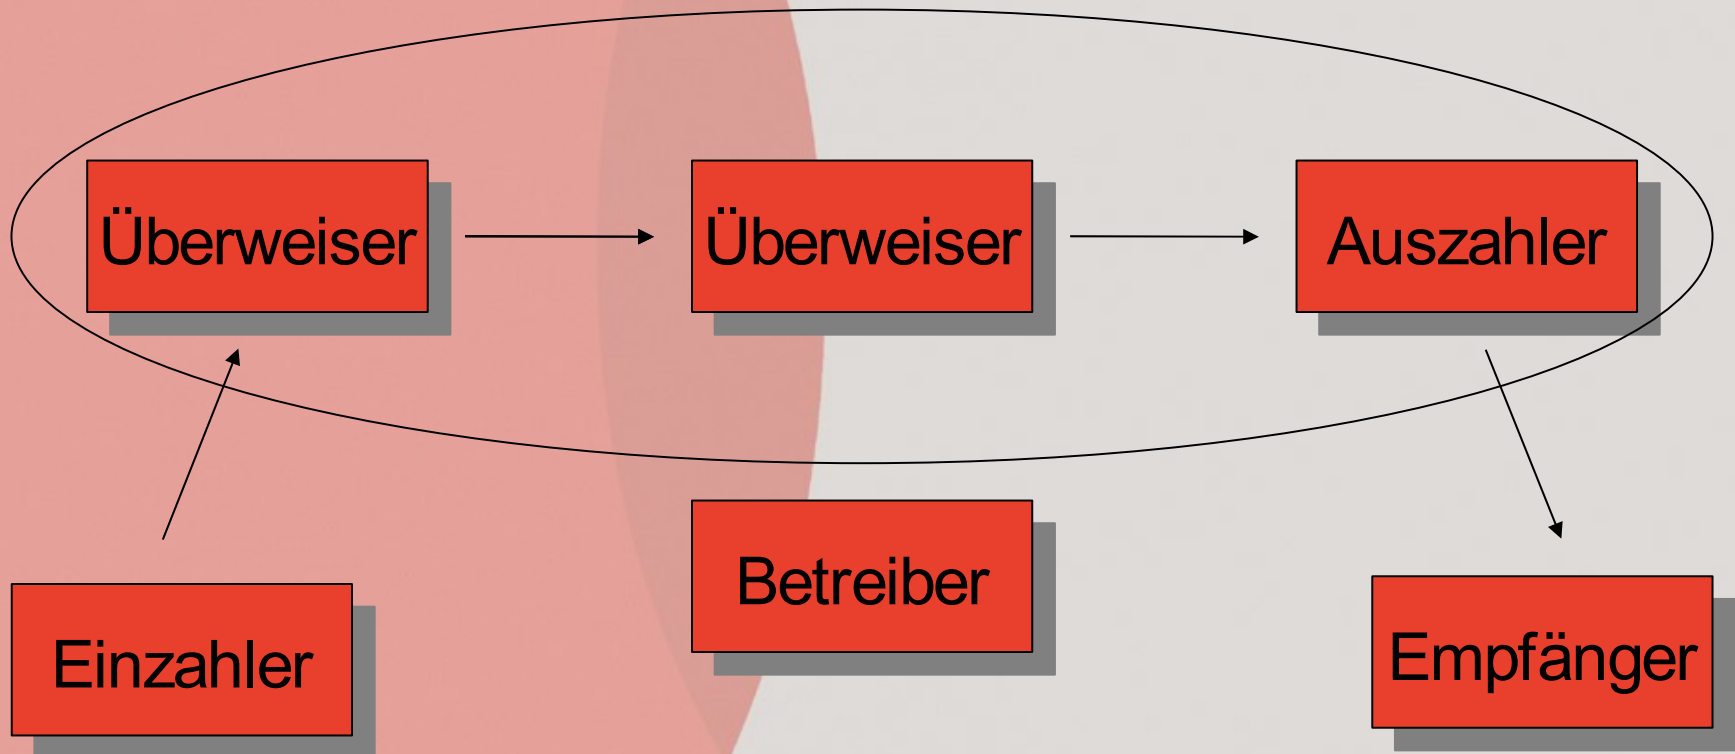 Überweiser
Überweiser
Auszahler
Betreiber
Einzahler
Empfänger